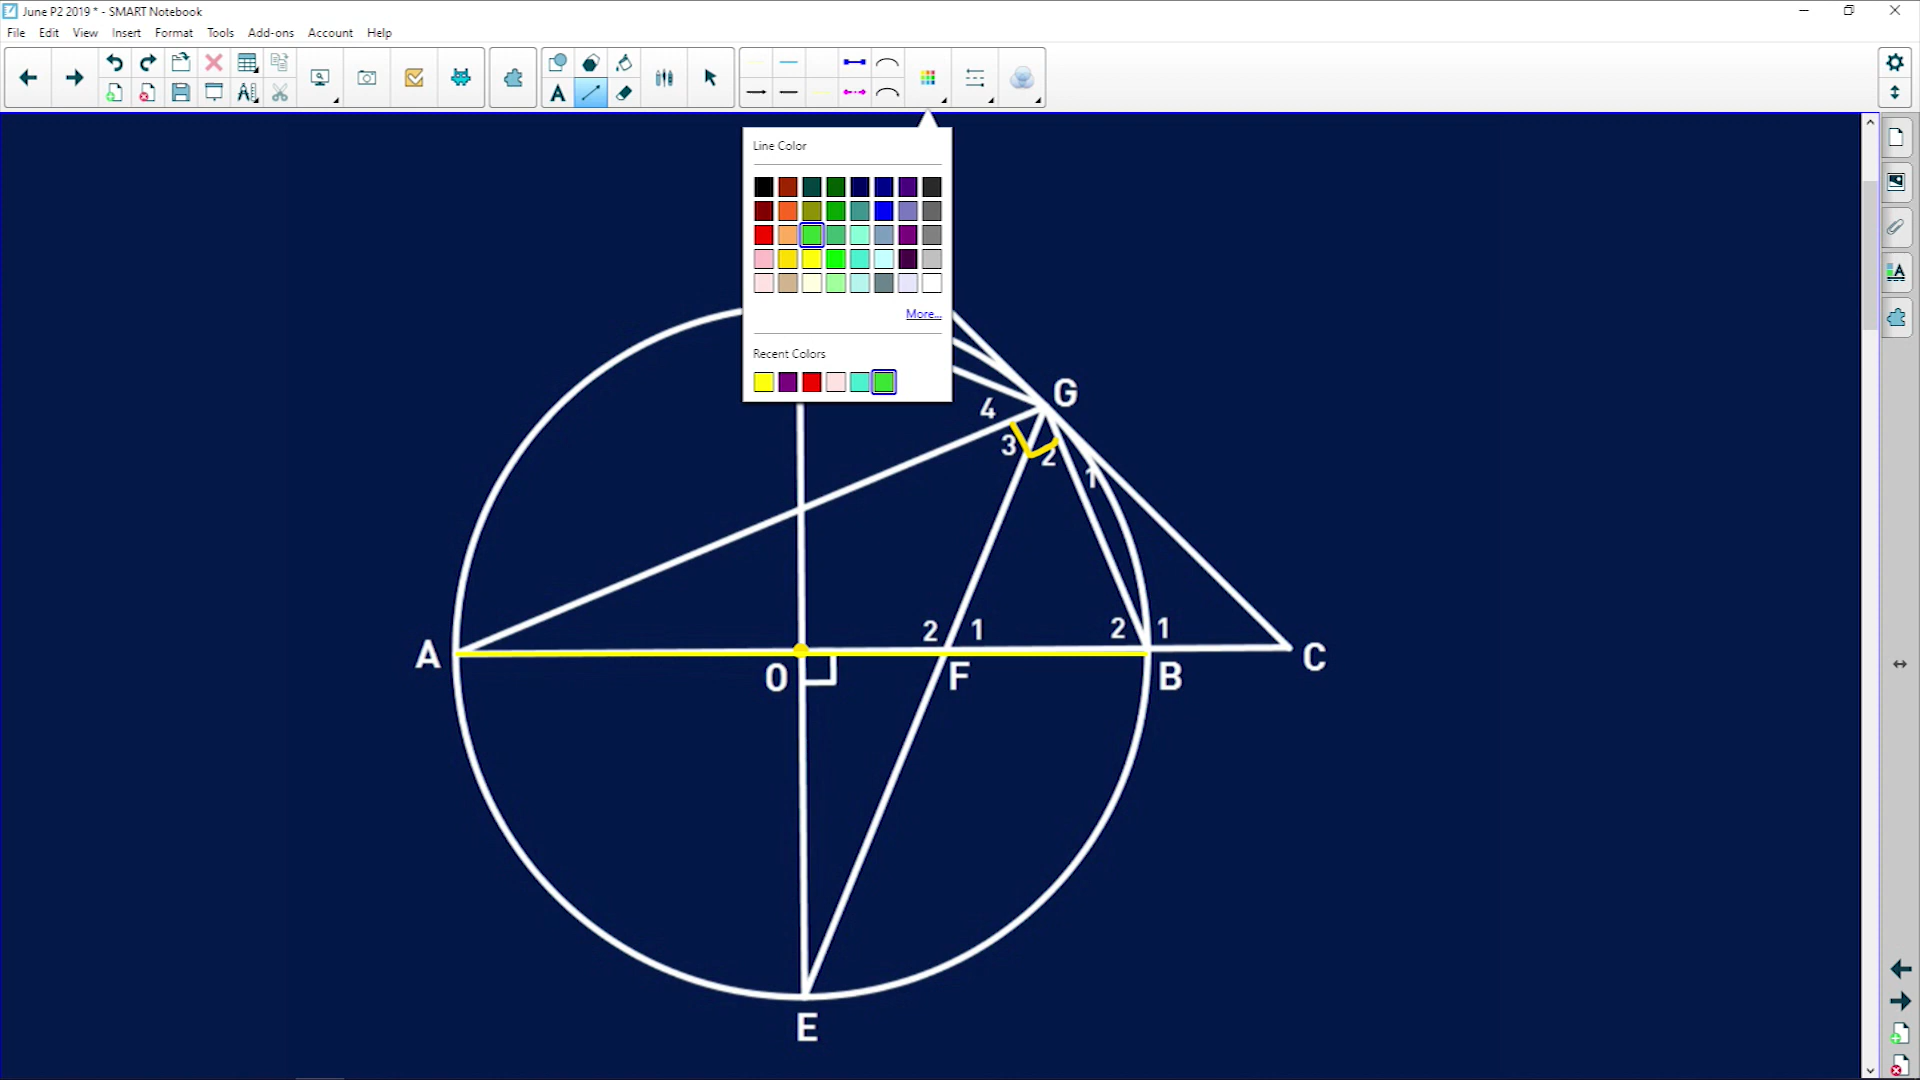 June P2 2019 * - SMART Notebook
File Edit View Insert Format Tools Add-ons Account Help
A
Line Color
More...
Recent Colors
G
4
3
2
1
2 1 2 1
A
O F B C
E